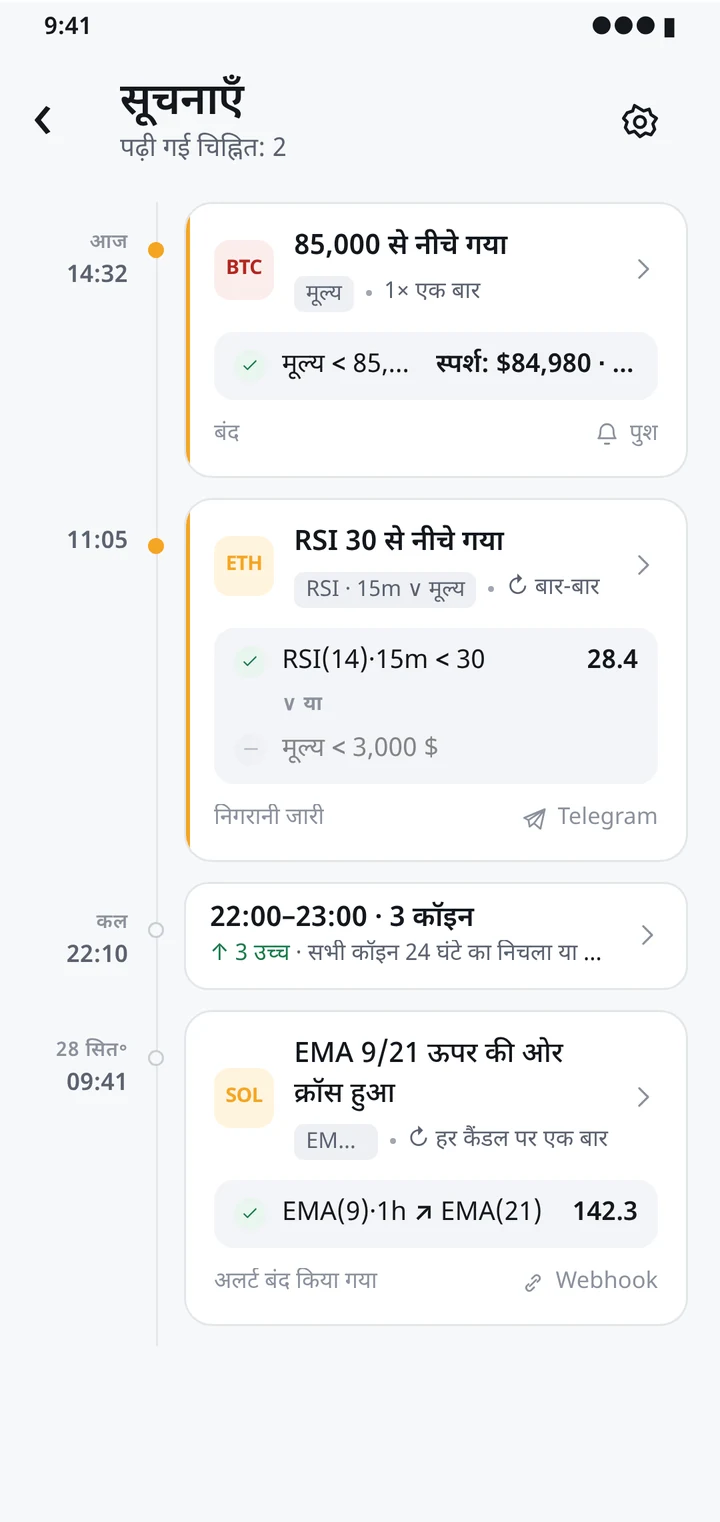 9:41
सूचनाएँ
पढ़ी गई चिह्नित: 2
आज
14:32
BTC
85,000 से नीचे गया
मूल्य • 1× एक बार
✓ मूल्य < 85,... स्पर्श: $84,980 · ...
बंद
पुश
11:05
ETH
RSI 30 से नीचे गया
RSI · 15m ∨ मूल्य • ↻ बार-बार
✓ RSI(14)·15m < 30 28.4
∨ या
– मूल्य < 3,000 $
निगरानी जारी
Telegram
कल
22:10
22:00–23:00 · 3 कॉइन
↑ 3 उच्च · सभी कॉइन 24 घंटे का निचला या ...
28 सित॰
09:41
SOL
EMA 9/21 ऊपर की ओर
क्रॉस हुआ
EM... • ↻ हर कैंडल पर एक बार
✓ EMA(9)·1h ↗ EMA(21) 142.3
अलर्ट बंद किया गया
Webhook